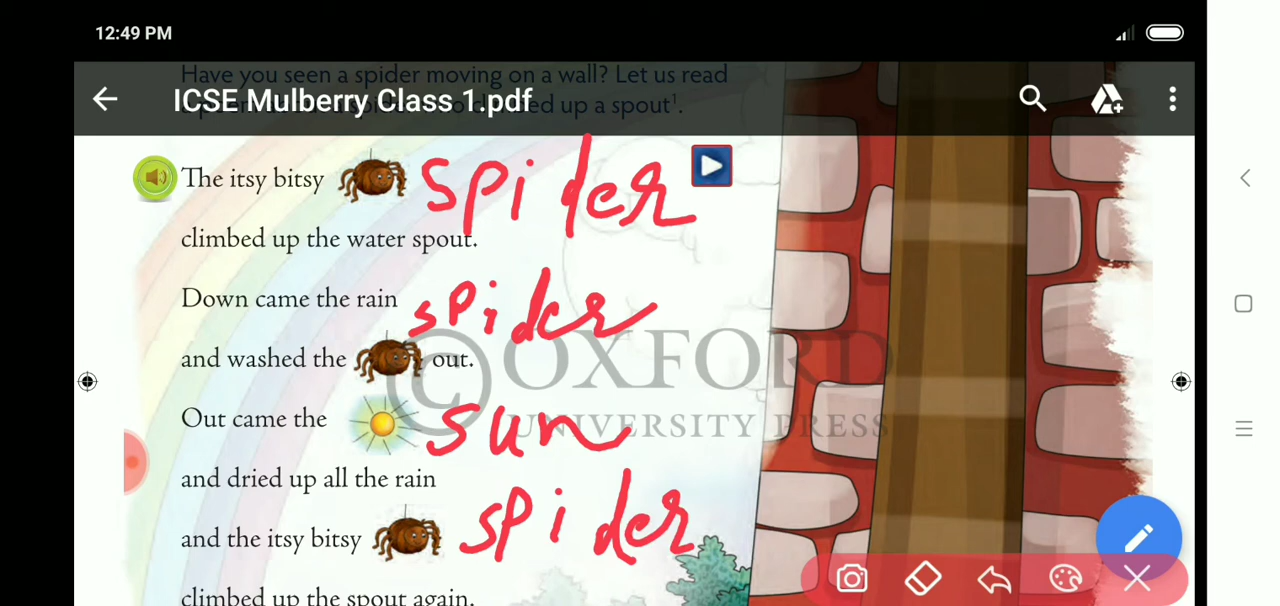 12:49 PM
Have you seen a spider moving on a wall? Let us read
ICSE Mulberry Class 1.pdf
up a spout¹.
The itsy bitsy spider
climbed up the water spout.
Down came the rain
spider
and washed the out.
© OXFORD
UNIVERSITY PRESS
Out came the sun
and dried up all the rain
and the itsy bitsy spider
climbed up the spout again.